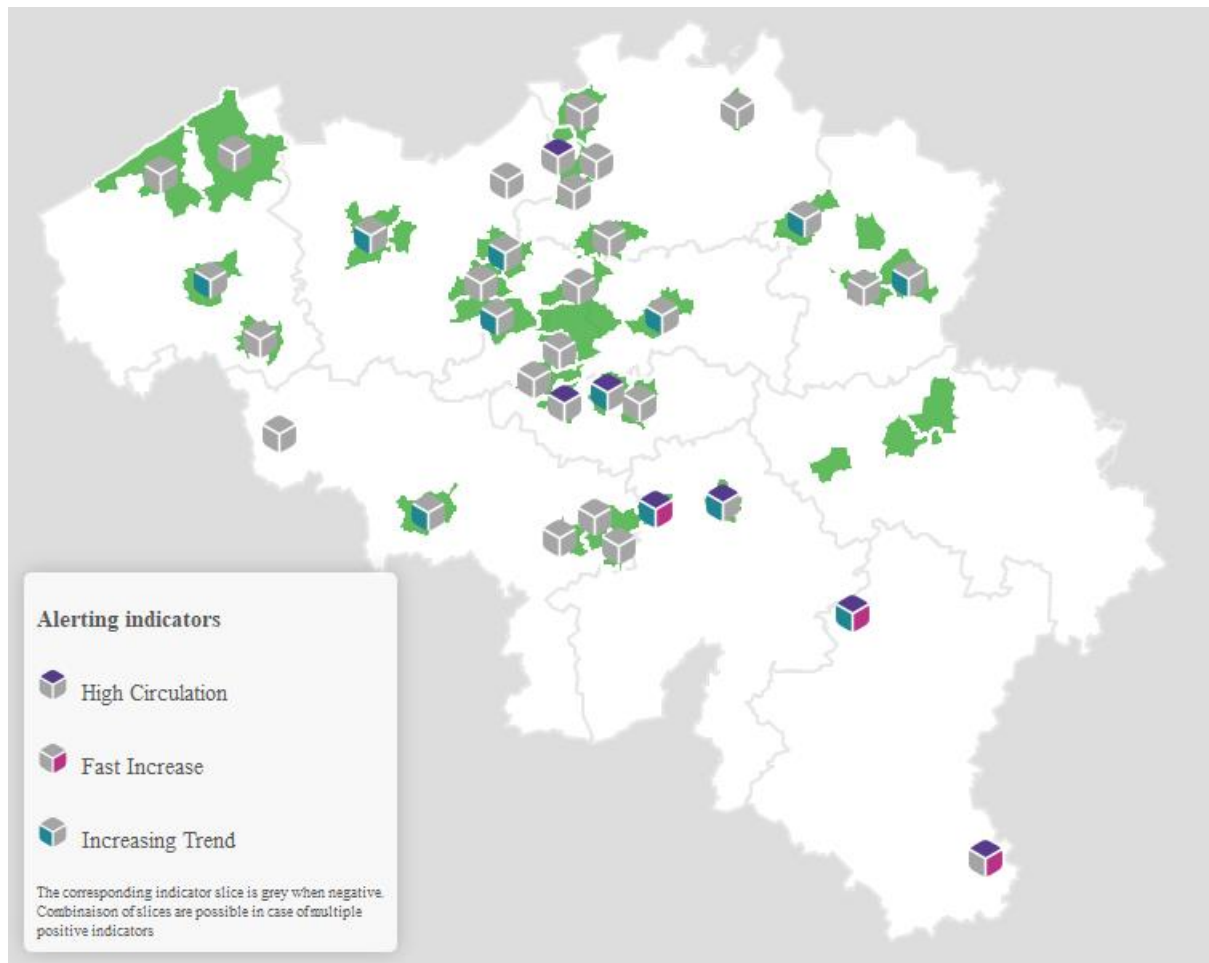 Alerting indicators
High Circulation
Fast Increase
Increasing Trend
The corresponding indicator slice is grey when negative.
Combinaison of slices are possible in case of multiple
positive indicators